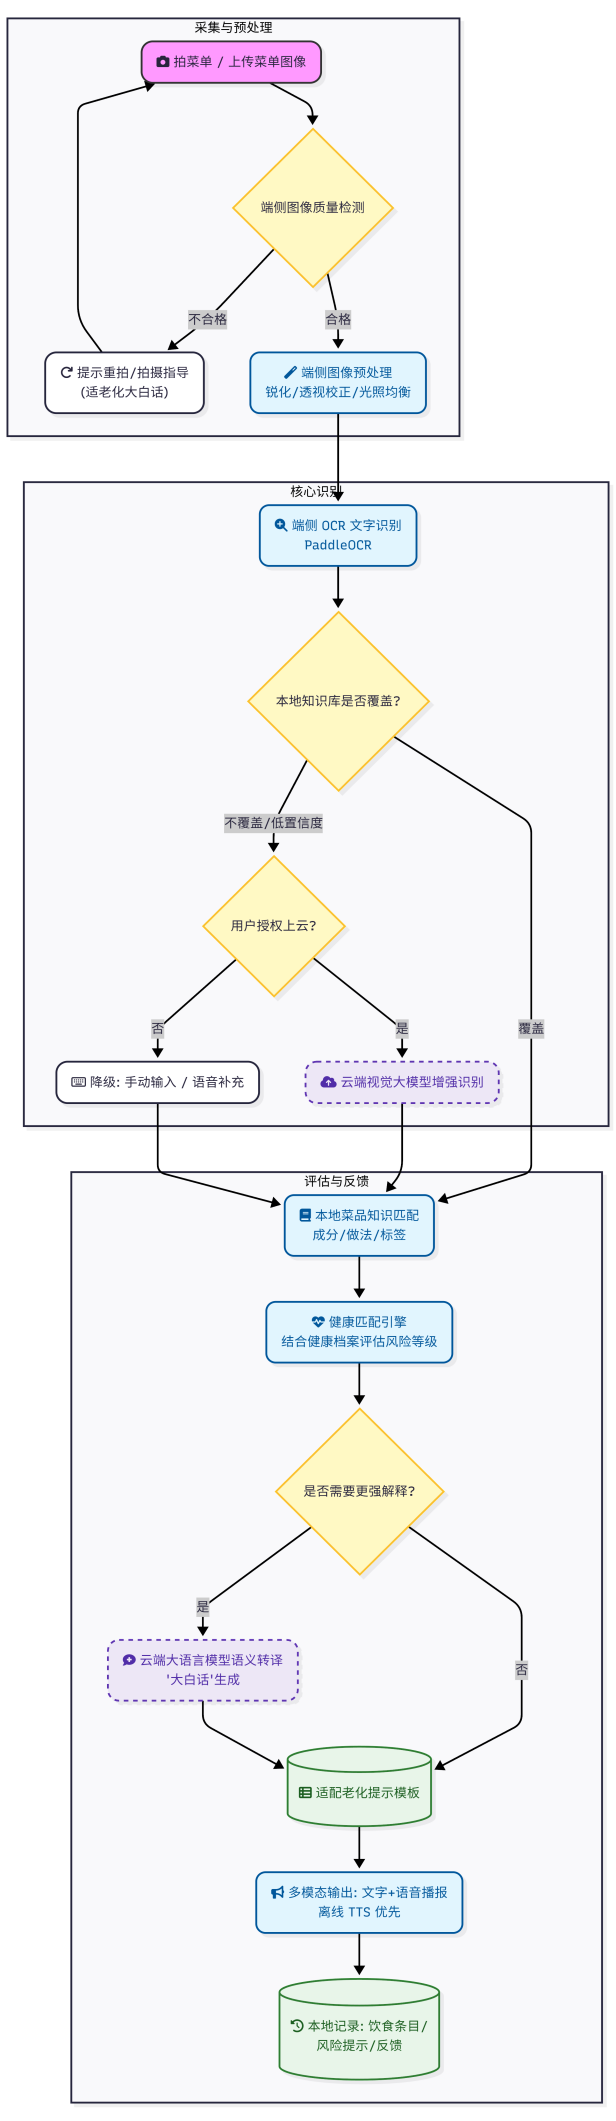 采集与预处理
拍菜单 / 上传菜单图像
端侧图像质量检测
不合格
合格
提示重拍/拍摄指导
(适老化大白话)
端侧图像预处理
锐化/透视校正/光照均衡
核心识别
端侧 OCR 文字识别
PaddleOCR
本地知识库是否覆盖?
不覆盖/低置信度
用户授权上云?
否
是
覆盖
降级: 手动输入 / 语音补充
云端视觉大模型增强识别
评估与反馈
本地菜品知识匹配
成分/做法/标签
健康匹配引擎
结合健康档案评估风险等级
是否需要更强解释?
是
云端大语言模型语义转译
'大白话'生成
否
适配老化提示模板
多模态输出: 文字+语音播报
离线 TTS 优先
本地记录: 饮食条目/
风险提示/反馈